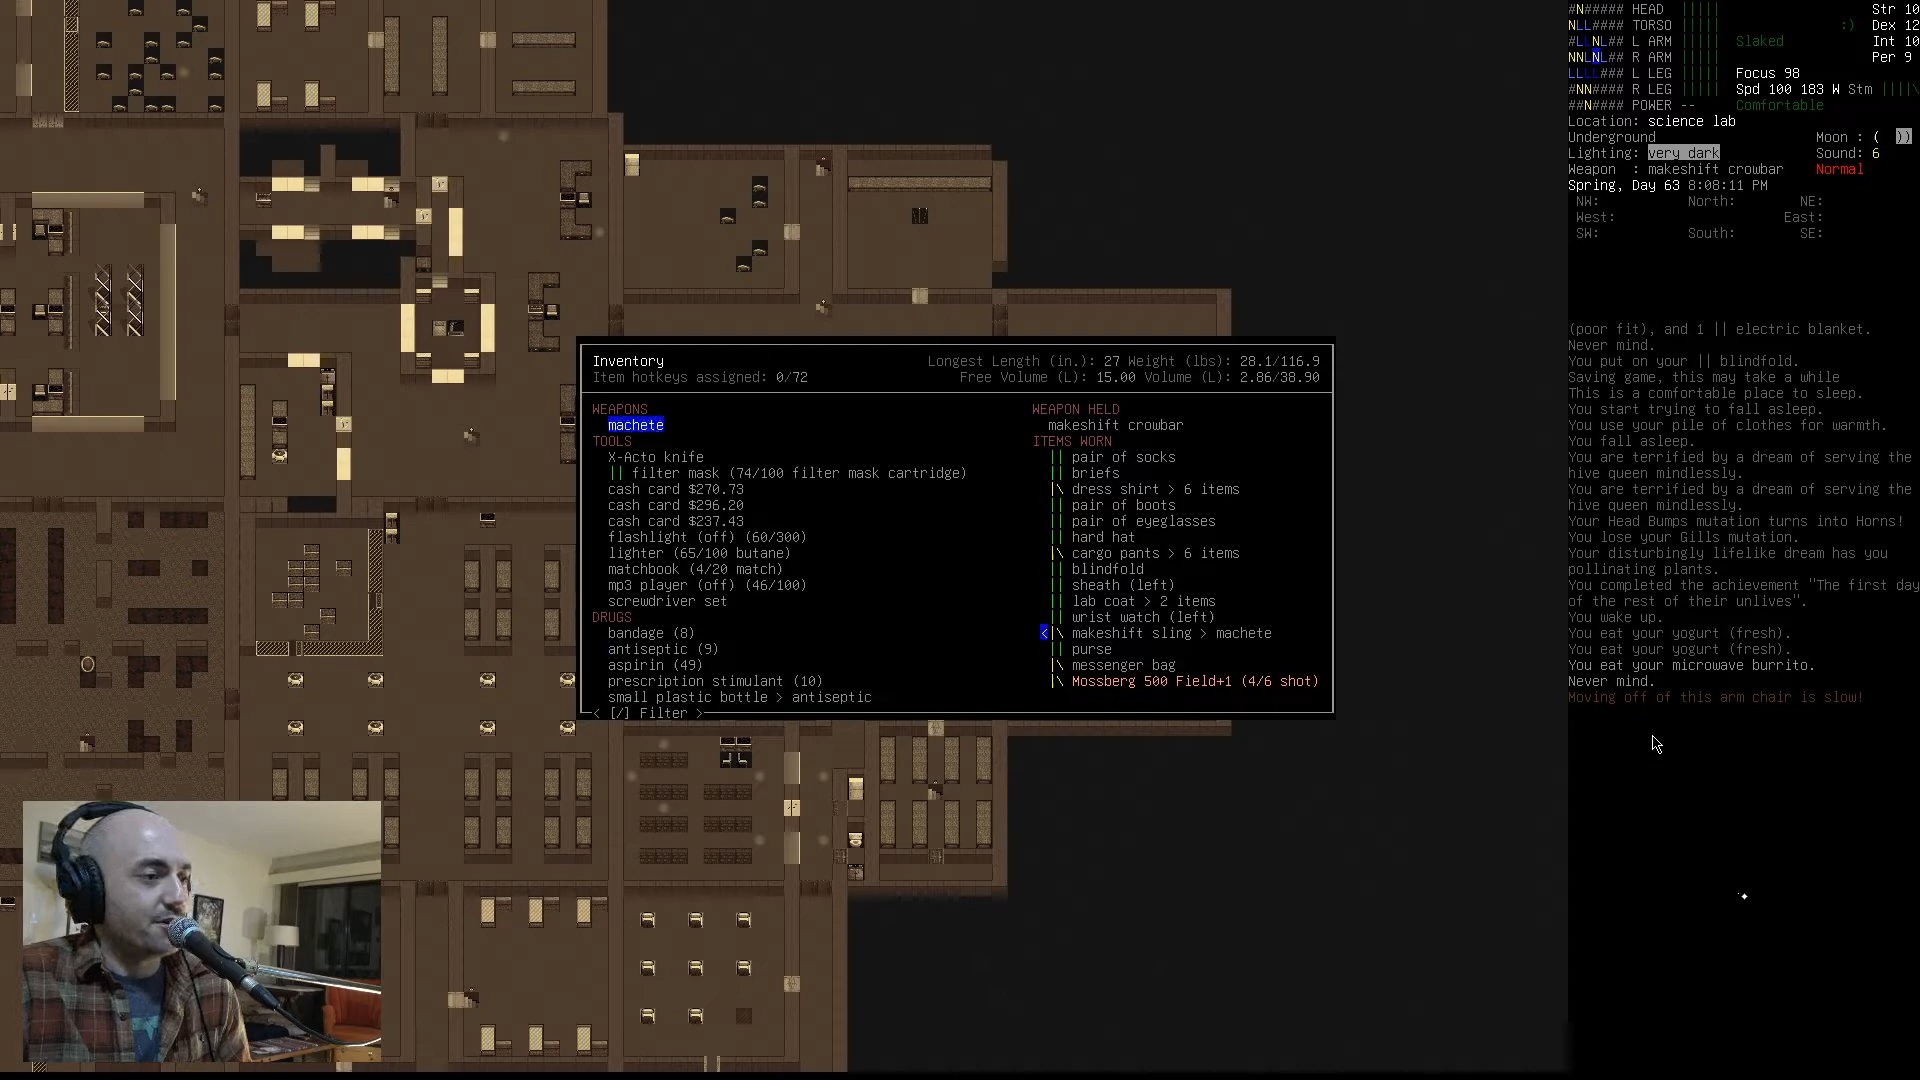 #N##### HEAD ||||| Str 10
NLL#### TORSO ||||| :) Dex 12
#LLNL## L ARM ||||| Slaked Int 10
NNLNL## R ARM ||||| Per 9
LLLL### L LEG ||||| Focus 98
#NN#### R LEG ||||| Spd 100 183 W Stm ||||\
##N#### POWER -- Comfortable
Location: science lab
Underground Moon : ( ))
Lighting: very dark Sound: 6
Weapon : makeshift crowbar Normal
Spring, Day 63 8:08:11 PM
NW: North: NE:
West: East:
SW: South: SE:
(poor fit), and 1 || electric blanket.
Never mind.
You put on your || blindfold.
Saving game, this may take a while
This is a comfortable place to sleep.
You start trying to fall asleep.
You use your pile of clothes for warmth.
You fall asleep.
You are terrified by a dream of serving the
hive queen mindlessly.
You are terrified by a dream of serving the
hive queen mindlessly.
Your Head Bumps mutation turns into Horns!
You lose your Gills mutation.
Your disturbingly lifelike dream has you
pollinating plants.
You completed the achievement "The first day
of the rest of their unlives".
You wake up.
You eat your yogurt (fresh).
You eat your yogurt (fresh).
You eat your microwave burrito.
Never mind.
Moving off of this arm chair is slow!
Inventory Longest Length (in.): 27 Weight (lbs): 28.1/116.9
Item hotkeys assigned: 0/72 Free Volume (L): 15.00 Volume (L): 2.86/38.90
WEAPONS
machete
TOOLS
X-Acto knife
|| filter mask (74/100 filter mask cartridge)
cash card $270.73
cash card $296.20
cash card $237.43
flashlight (off) (60/300)
lighter (65/100 butane)
matchbook (4/20 match)
mp3 player (off) (46/100)
screwdriver set
DRUGS
bandage (8)
antiseptic (9)
aspirin (49)
prescription stimulant (10)
small plastic bottle > antiseptic
< [/] Filter >
WEAPON HELD
makeshift crowbar
ITEMS WORN
|| pair of socks
|| briefs
|\ dress shirt > 6 items
|| pair of boots
|| pair of eyeglasses
|| hard hat
|\ cargo pants > 6 items
|| blindfold
|| sheath (left)
|| lab coat > 2 items
|| wrist watch (left)
<|\ makeshift sling > machete
|| purse
|\ messenger bag
|\ Mossberg 500 Field+1 (4/6 shot)